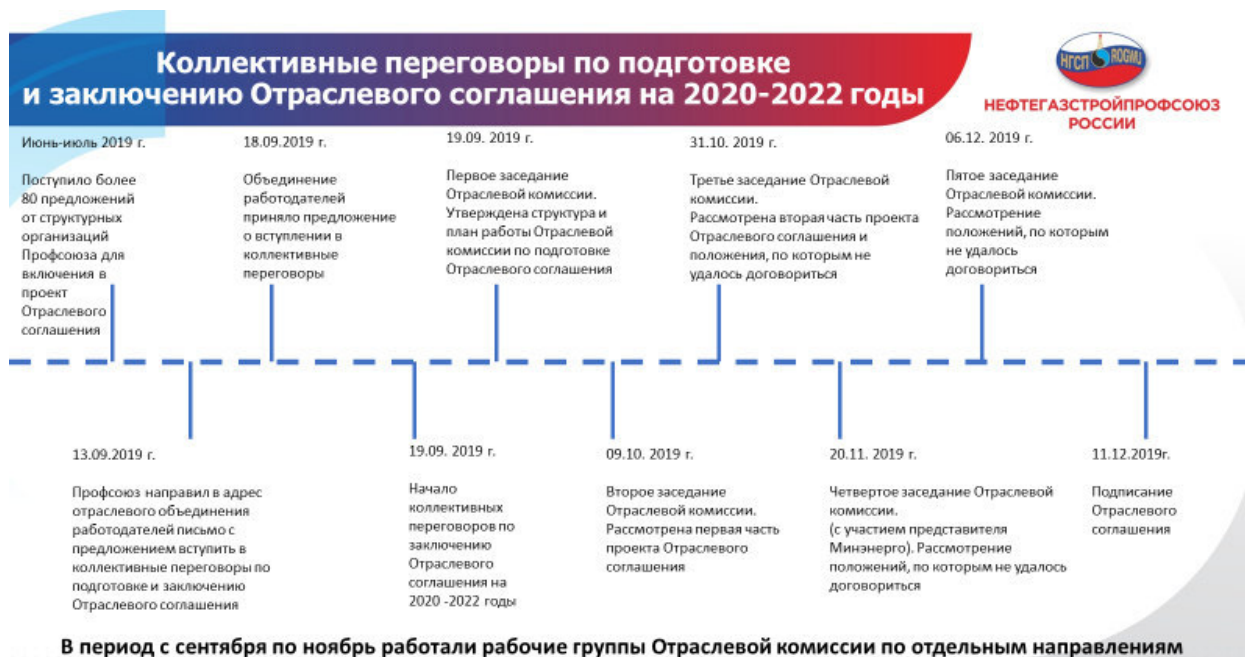 Коллективные переговоры по подготовке
и заключению Отраслевого соглашения на 2020-2022 годы
НГСП ROGWU
НЕФТЕГАЗСТРОЙПРОФСОЮЗ
РОССИИ
Июнь-июль 2019 г.
Поступило более
80 предложений
от структурных
организаций
Профсоюза для
включения в
проект
Отраслевого
соглашения
18.09.2019 г.
Объединение
работодателей
приняло предложение
о вступлении в
коллективные
переговоры
19.09. 2019 г.
Первое заседание
Отраслевой комиссии.
Утверждена структура и
план работы Отраслевой
комиссии по подготовке
Отраслевого соглашения
31.10. 2019 г.
Третье заседание Отраслевой
комиссии.
Рассмотрена вторая часть проекта
Отраслевого соглашения и
положения, по которым не
удалось договориться
06.12. 2019 г.
Пятое заседание
Отраслевой комиссии.
Рассмотрение
положений, по которым
не удалось
договориться
13.09.2019 г.
Профсоюз направил в адрес
отраслевого объединения
работодателей письмо с
предложением вступить в
коллективные переговоры по
подготовке и заключению
Отраслевого соглашения
19.09. 2019 г.
Начало
коллективных
переговоров по
заключению
Отраслевого
соглашения на
2020 -2022 годы
09.10. 2019 г.
Второе заседание
Отраслевой комиссии.
Рассмотрена первая часть
проекта Отраслевого
соглашения
20.11. 2019 г.
Четвертое заседание Отраслевой
комиссии.
(с участием представителя
Минэнерго). Рассмотрение
положений, по которым не удалось
договориться
11.12.2019г.
Подписание
Отраслевого
соглашения
В период с сентября по ноябрь работали рабочие группы Отраслевой комиссии по отдельным направлениям